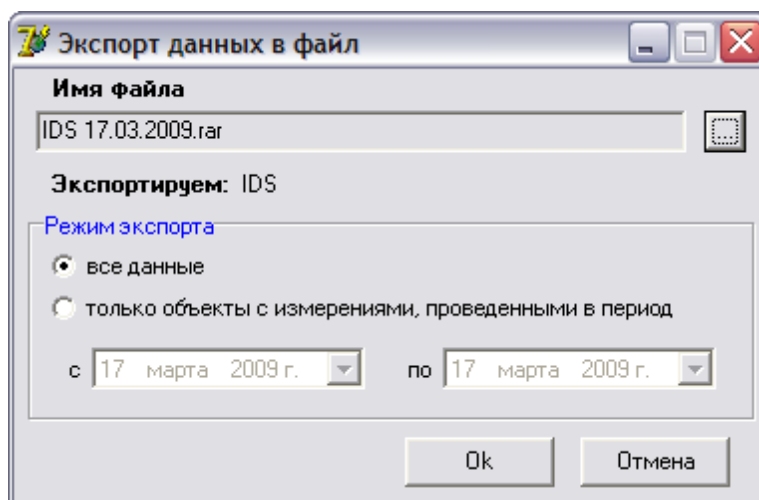 Экспорт данных в файл
Имя файла
IDS 17.03.2009.rar
...
Экспортируем: IDS
Режим экспорта
все данные
только объекты с измерениями, проведенными в период
с 17 марта 2009 г. по 17 марта 2009 г.
Ok Отмена